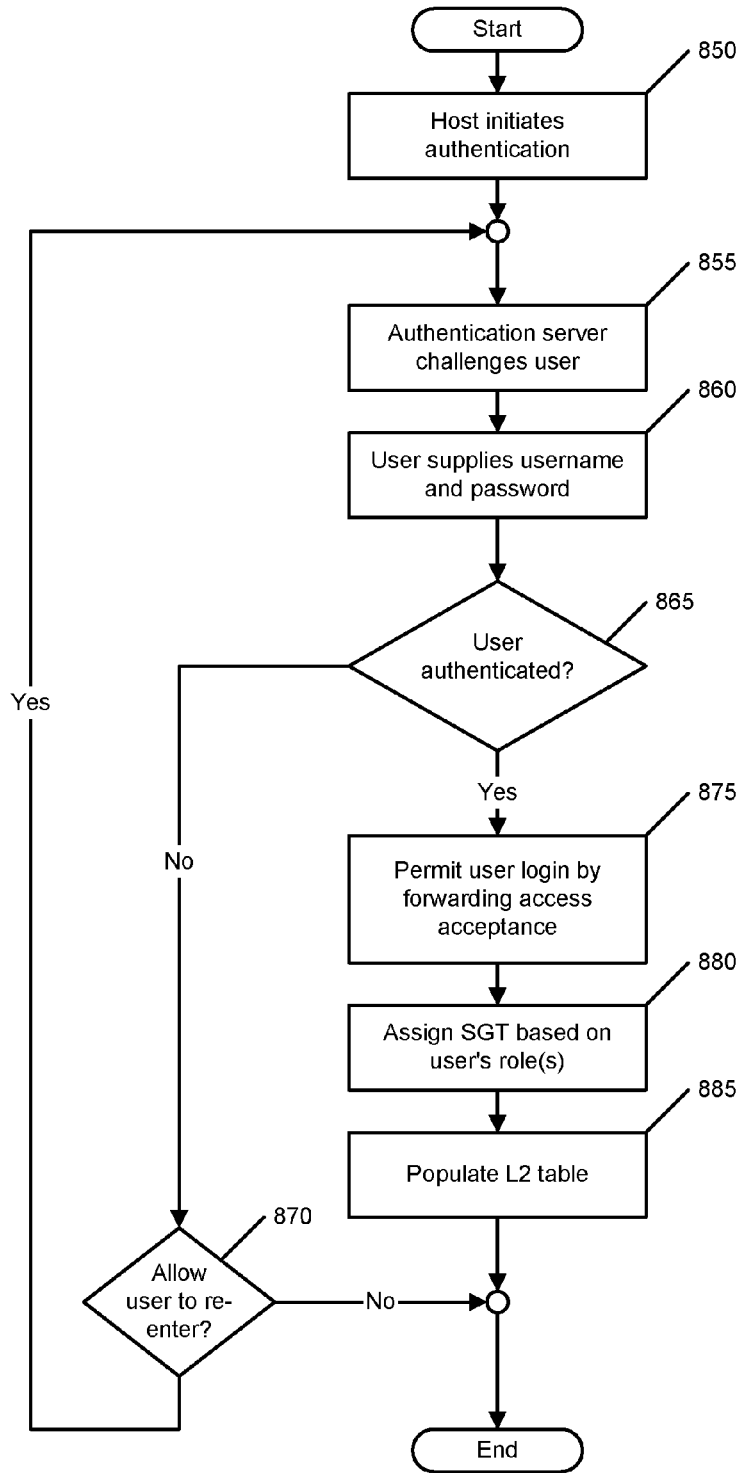 Start
850
Host initiates
authentication
855
Authentication server
challenges user
860
User supplies username
and password
865
User
authenticated?
Yes
Yes
875
No
Permit user login by
forwarding access
acceptance
880
Assign SGT based on
user's role(s)
885
Populate L2 table
870
Allow
user to re-
enter?
No
End